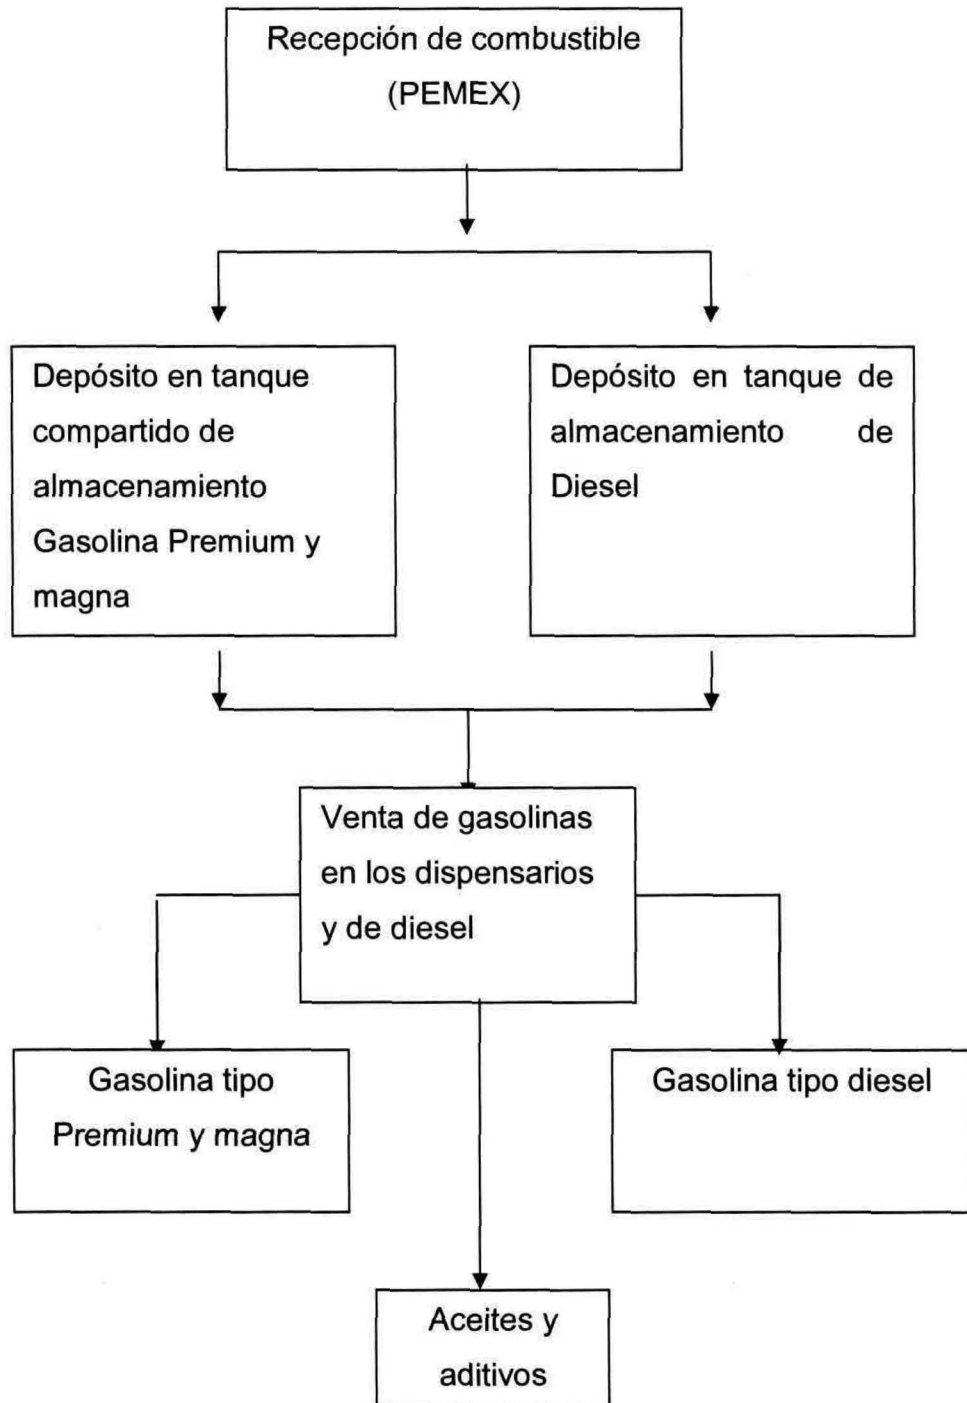 Recepción de combustible
(PEMEX)
Depósito en tanque
compartido de
almacenamiento
Gasolina Premium y
magna
Depósito en tanque de
almacenamiento de
Diesel
Venta de gasolinas
en los dispensarios
y de diesel
Gasolina tipo
Premium y magna
Gasolina tipo diesel
Aceites y
aditivos